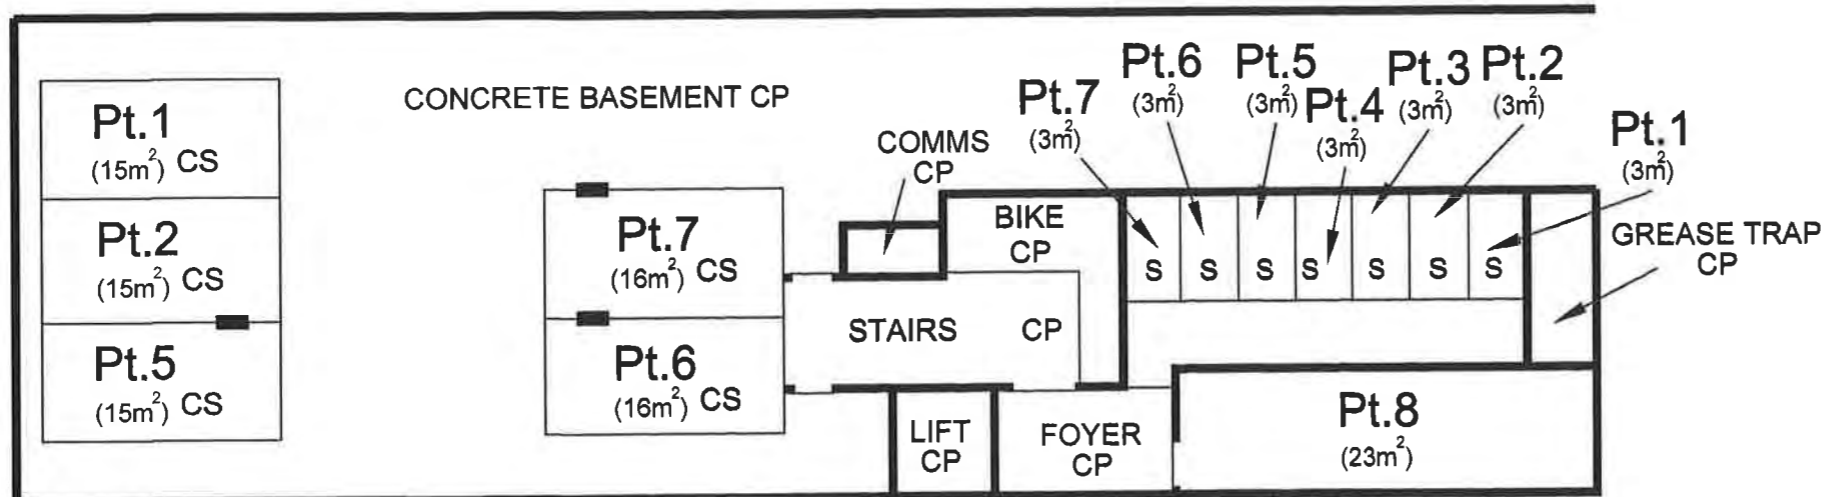 Pt.1
(15m²) CS
Pt.2
(15m²) CS
Pt.5
(15m²) CS
CONCRETE BASEMENT CP
Pt.7
(16m²) CS
Pt.6
(16m²) CS
COMMS
CP
BIKE
CP
STAIRS CP
LIFT
CP
FOYER
CP
Pt.7
(3m²)
Pt.6
(3m²)
Pt.5
(3m²)
Pt.4
(3m²)
Pt.3
(3m²)
Pt.2
(3m²)
Pt.1
(3m²)
S S S S S S S
GREASE TRAP
CP
Pt.8
(23m²)